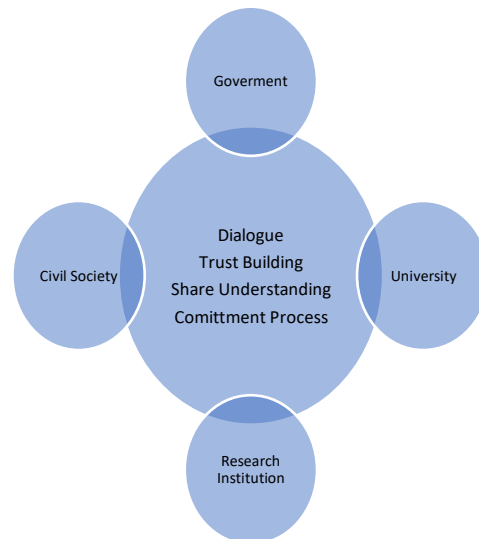 Goverment
Dialogue
Trust Building
Civil Society
Share Understanding
University
Comittment Process
Research
Institution